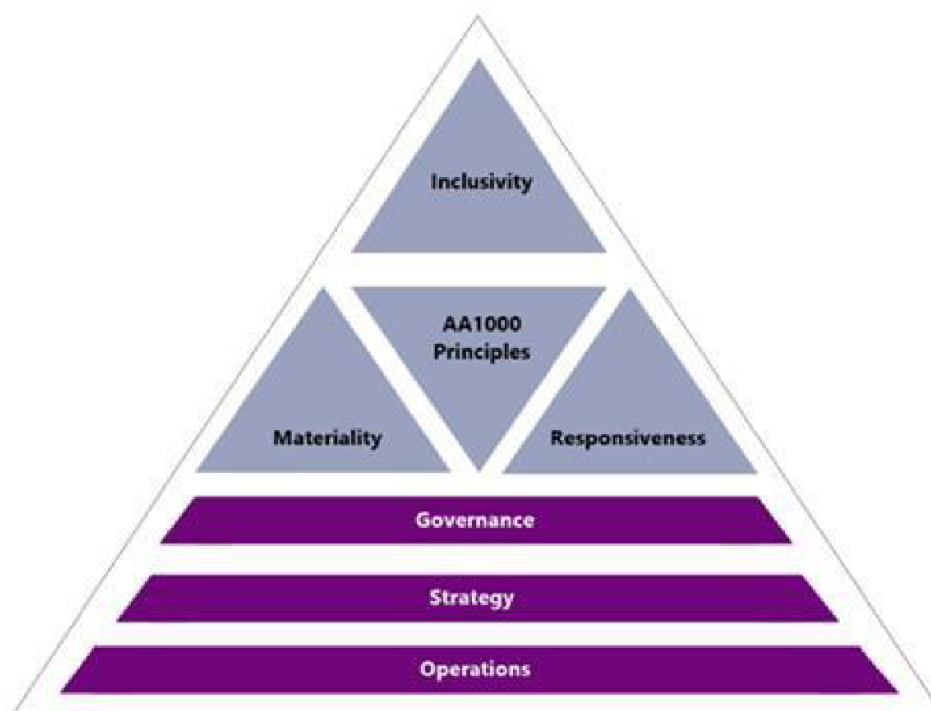 Inclusivity
AA1000
Principles
Materiality
Responsiveness
Governance
Strategy
Operations